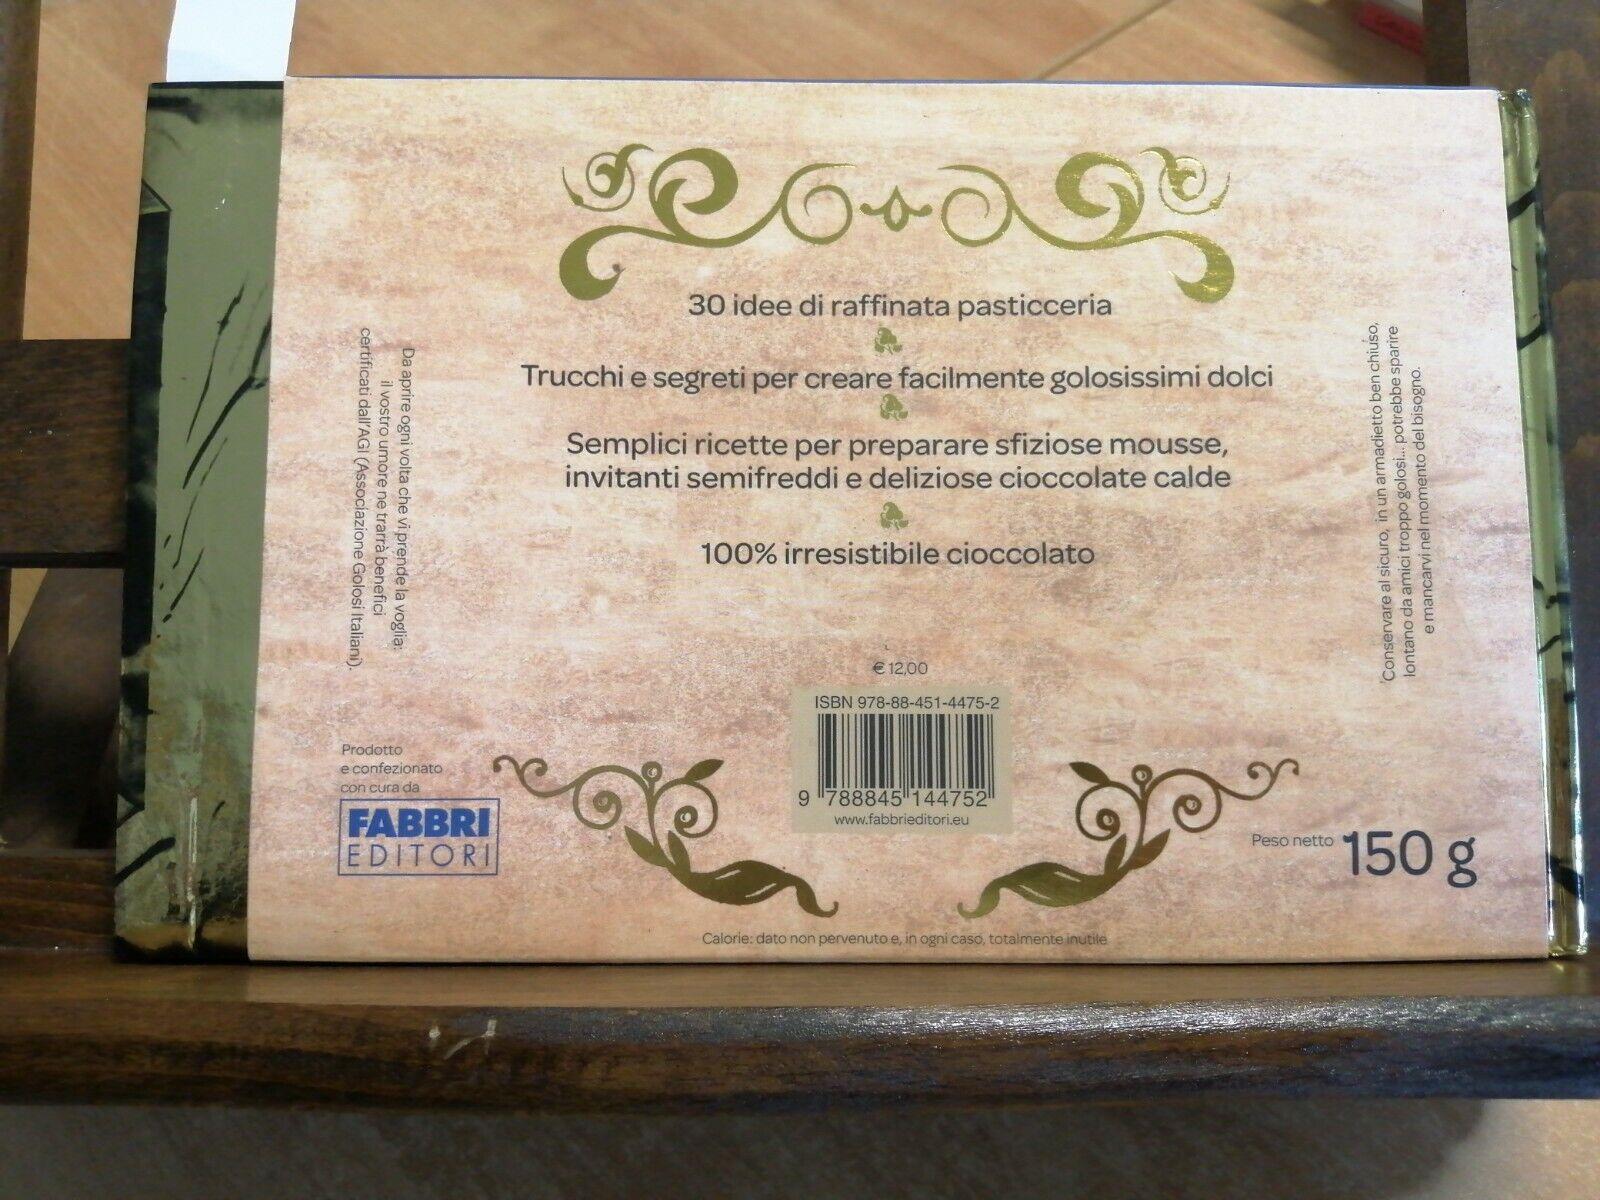 30 idee di raffinata pasticceria
Trucchi e segreti per creare facilmente golosissimi dolci
Semplici ricette per preparare sfiziose mousse,
invitanti semifreddi e deliziose cioccolate calde
100% irresistibile cioccolato
Da aprire ogni volta che vi prende la voglia:
il vostro umore ne trarrà benefici
certificati dall'AGI (Associazione Golosi Italiani).
Conservare al sicuro, in un armadietto ben chiuso,
lontano da amici troppo golosi... potrebbe sparire
e mancarvi nel momento del bisogno.
€ 12,00
ISBN 978-88-451-4475-2
9 788845 144752
www.fabbrieditori.eu
Prodotto
e confezionato
con cura da
FABBRI
EDITORI
Peso netto 150 g
Calorie: dato non pervenuto e, in ogni caso, totalmente inutile